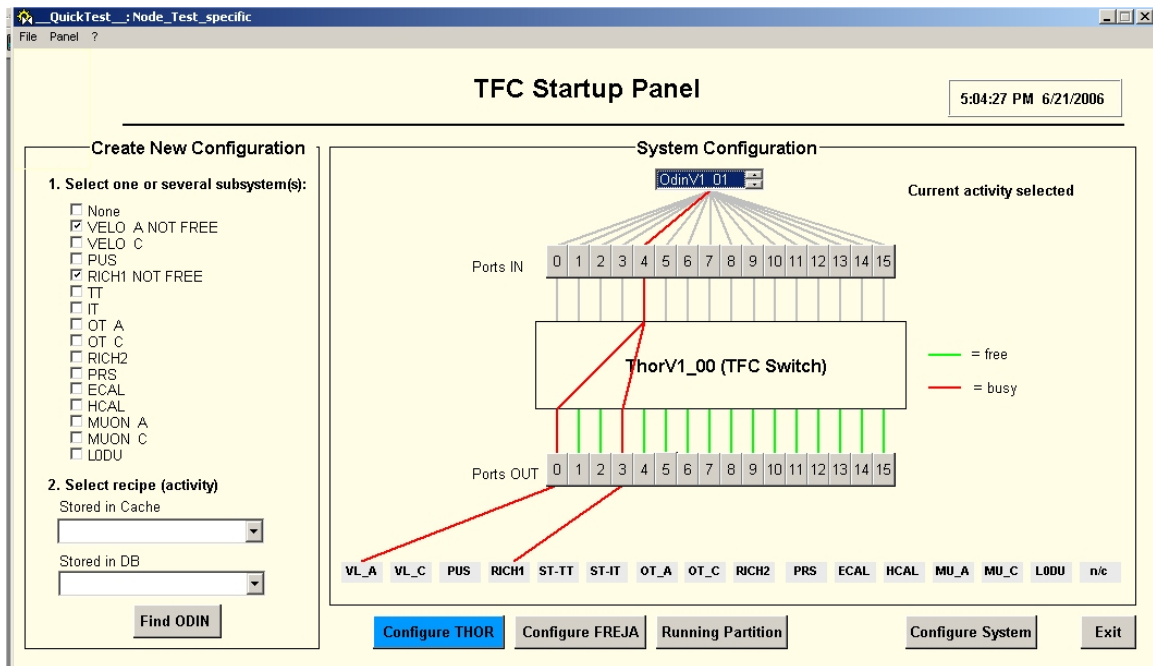 __QuickTest__: Node_Test_specific
File Panel ?
TFC Startup Panel
5:04:27 PM 6/21/2006
Create New Configuration
1. Select one or several subsystem(s):
None
VELO A NOT FREE
VELO C
PUS
RICH1 NOT FREE
TT
IT
OT A
OT C
RICH2
PRS
ECAL
HCAL
MUON A
MUON C
L0DU
2. Select recipe (activity)
Stored in Cache
Stored in DB
Find ODIN
System Configuration
OdinV1_01
Current activity selected
Ports IN 0 1 2 3 4 5 6 7 8 9 10 11 12 13 14 15
ThorV1_00 (TFC Switch)
= free
= busy
Ports OUT 0 1 2 3 4 5 6 7 8 9 10 11 12 13 14 15
VL_A VL_C PUS RICH1 ST-TT ST-IT OT_A OT_C RICH2 PRS ECAL HCAL MU_A MU_C L0DU n/c
Configure THOR Configure FREJA Running Partition Configure System Exit